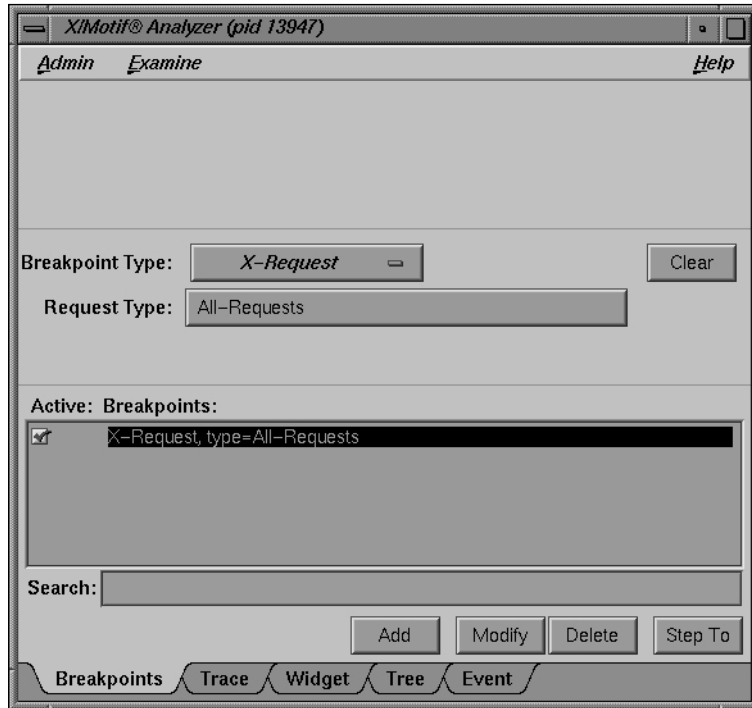 X/Motif® Analyzer (pid 13947)
Admin Examine Help
Breakpoint Type: X-Request Clear
Request Type: All-Requests
Active: Breakpoints:
X-Request, type=All-Requests
Search:
Add Modify Delete Step To
Breakpoints Trace Widget Tree Event